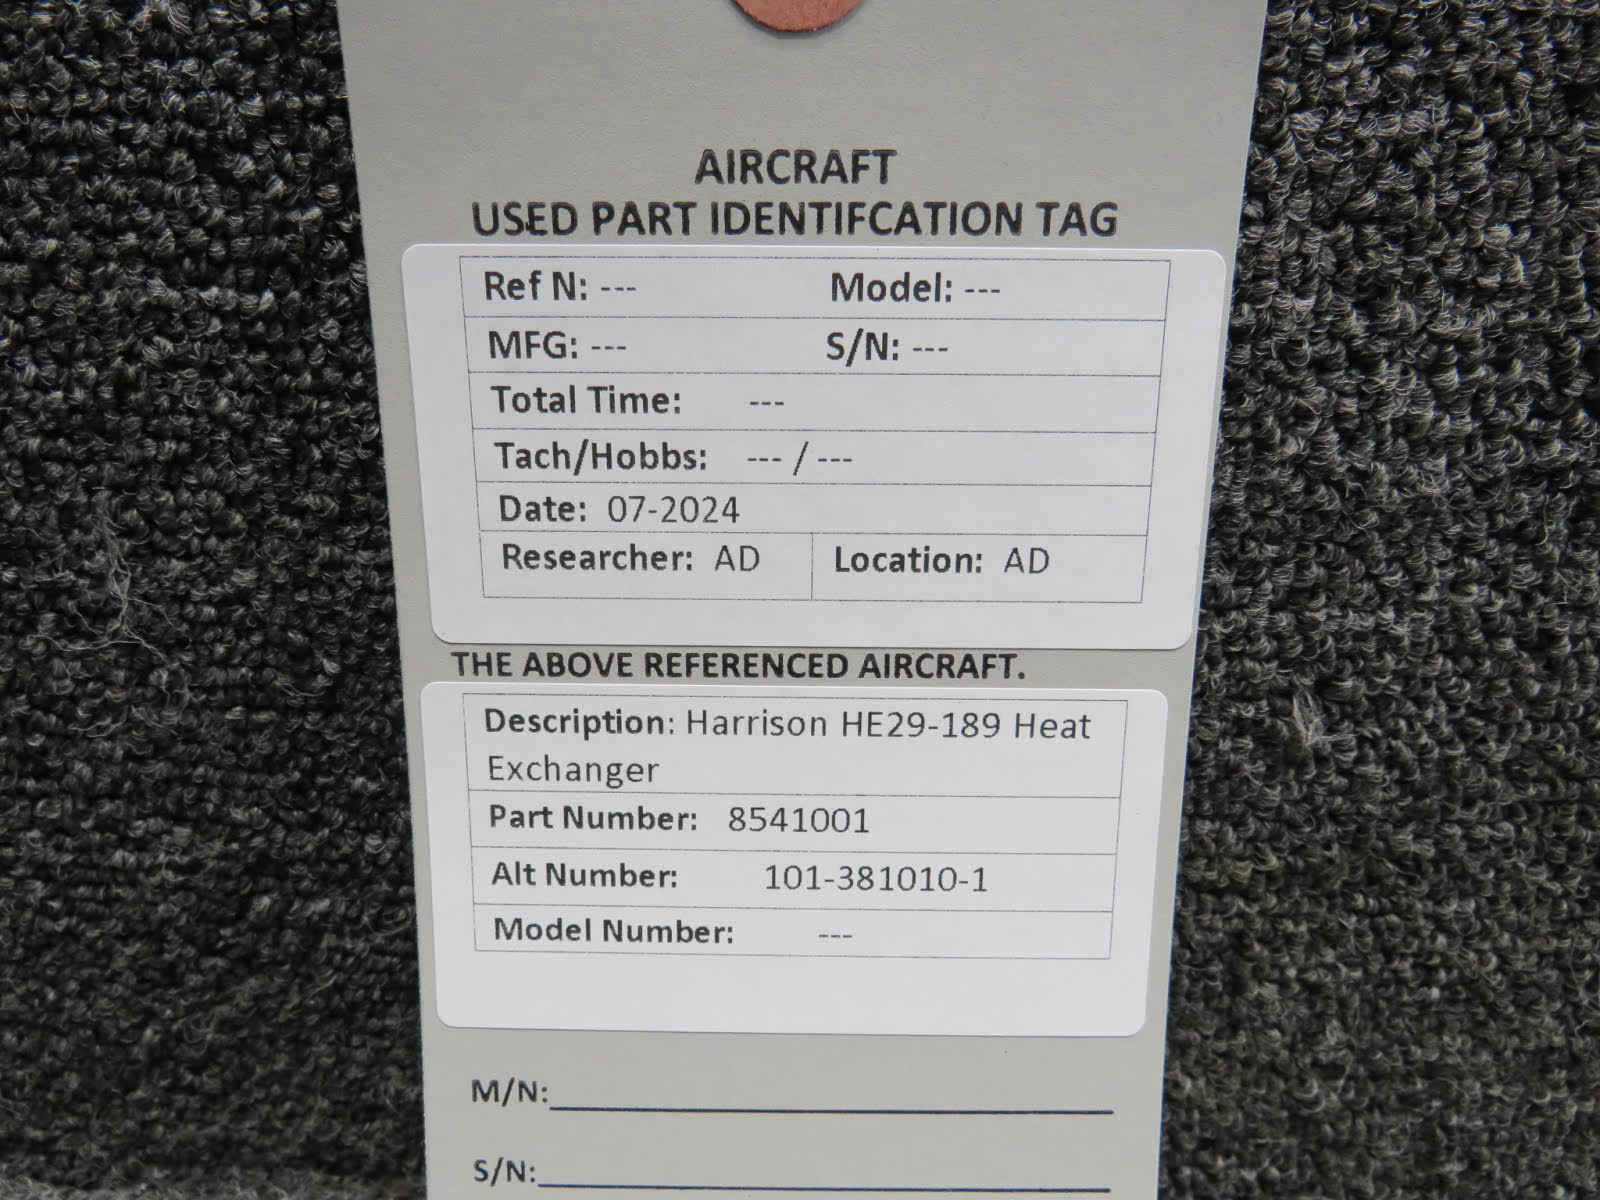 AIRCRAFT
USED PART IDENTIFCATION TAG
Ref N: --- Model: ---
MFG: --- S/N: ---
Total Time: ---
Tach/Hobbs: --- / ---
Date: 07-2024
Researcher: AD Location: AD
THE ABOVE REFERENCED AIRCRAFT.
Description: Harrison HE29-189 Heat
Exchanger
Part Number: 8541001
Alt Number: 101-381010-1
Model Number: ---
M/N:
S/N: